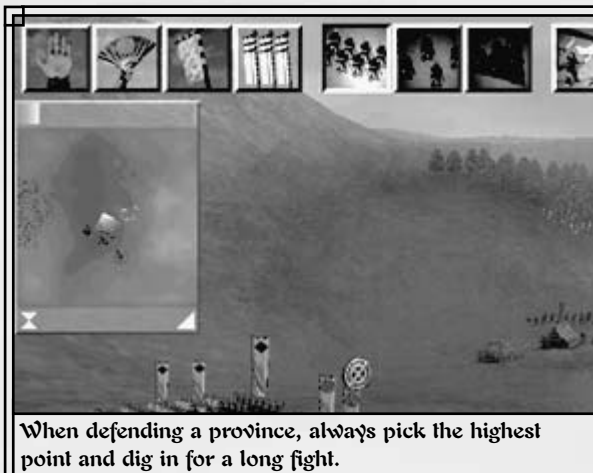 When defending a province, always pick the highest
point and dig in for a long fight.